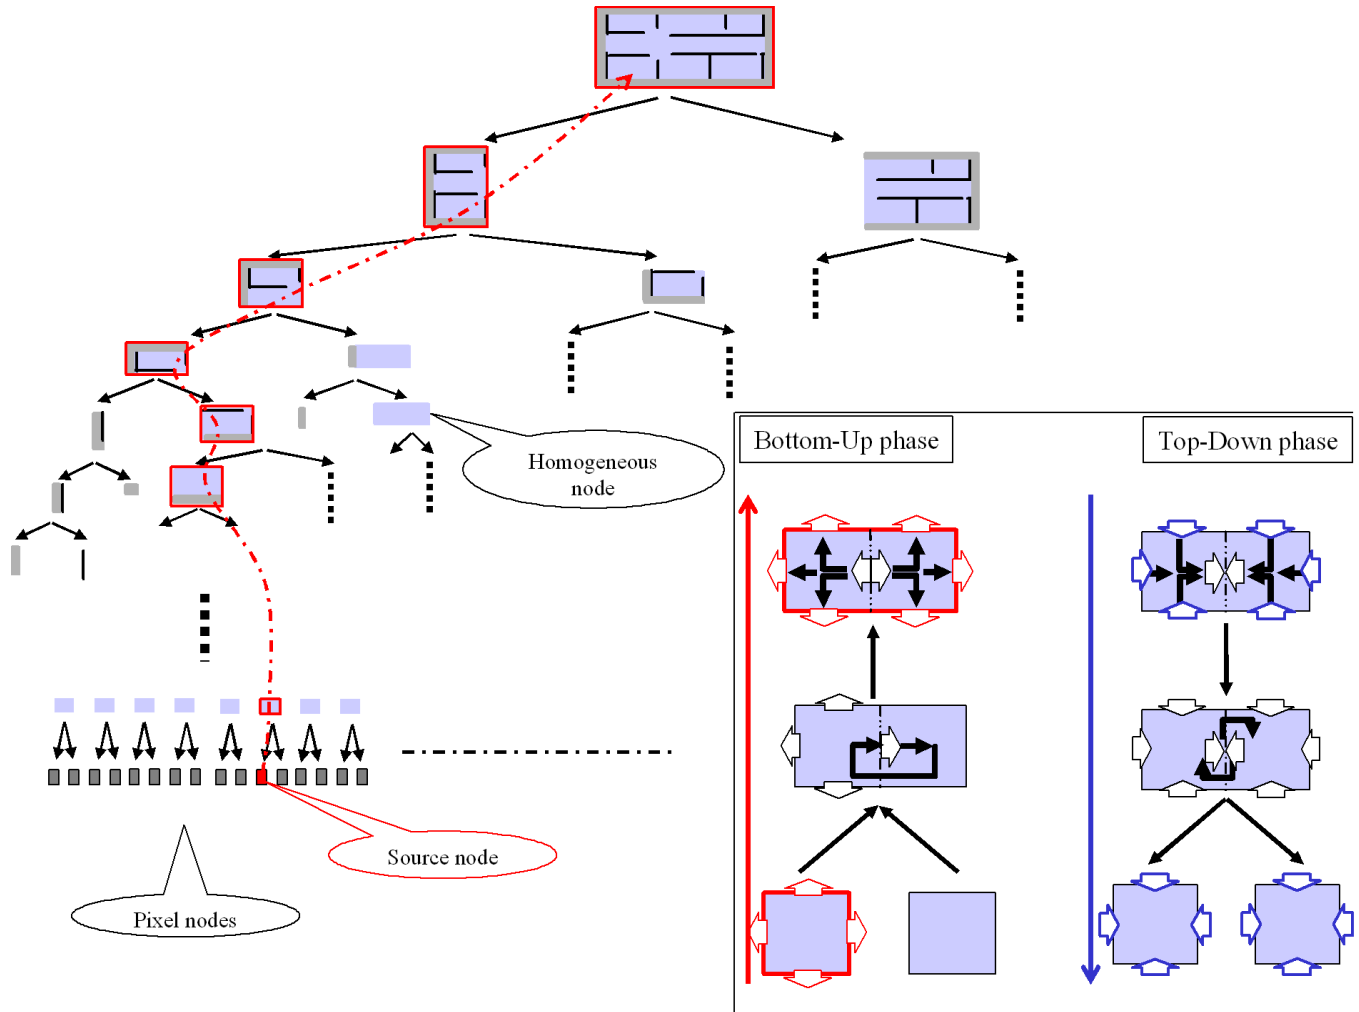 Bottom-Up phase
Top-Down phase
Homogeneous
node
Source node
Pixel nodes